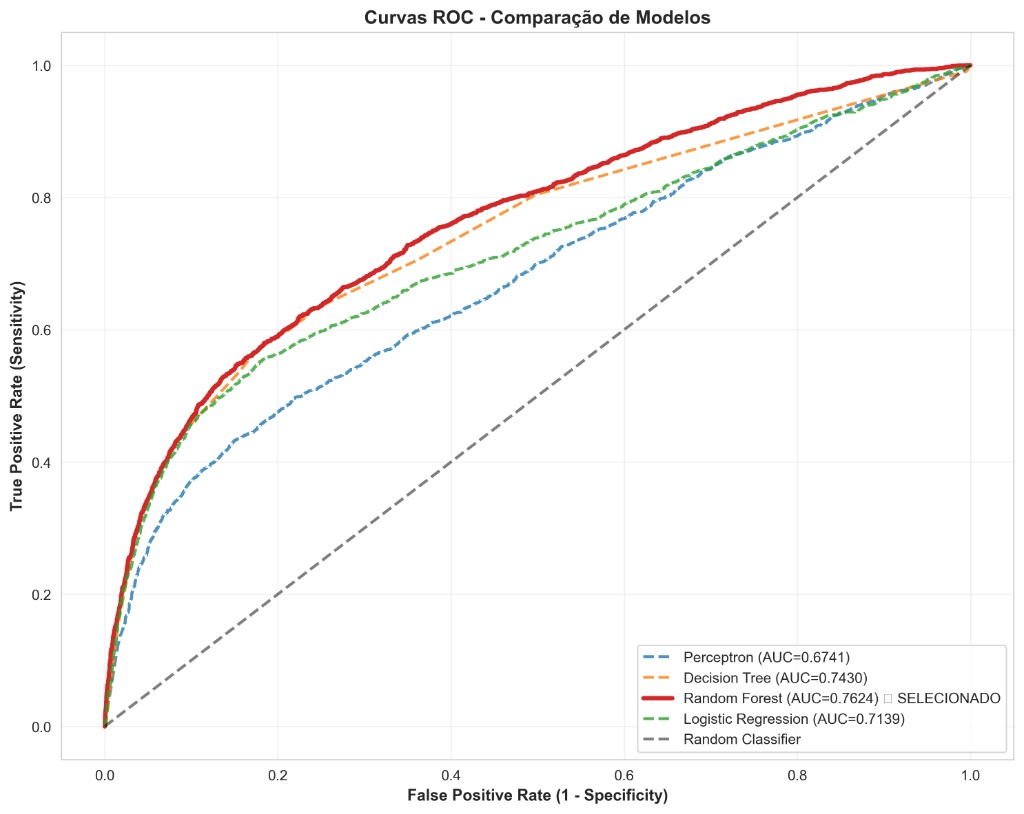 Curvas ROC - Comparação de Modelos
True Positive Rate (Sensitivity)
1.0
0.8
0.6
0.4
0.2
0.0
0.0 0.2 0.4 0.6 0.8 1.0
False Positive Rate (1 - Specificity)
Perceptron (AUC=0.6741)
Decision Tree (AUC=0.7430)
Random Forest (AUC=0.7624) □ SELECIONADO
Logistic Regression (AUC=0.7139)
Random Classifier